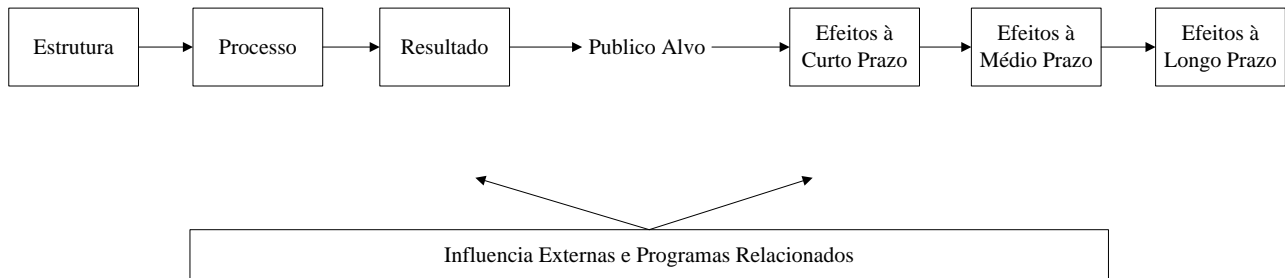 Estrutura
Processo
Resultado
Publico Alvo
Efeitos à
Curto Prazo
Efeitos à
Médio Prazo
Efeitos à
Longo Prazo
Influencia Externas e Programas Relacionados